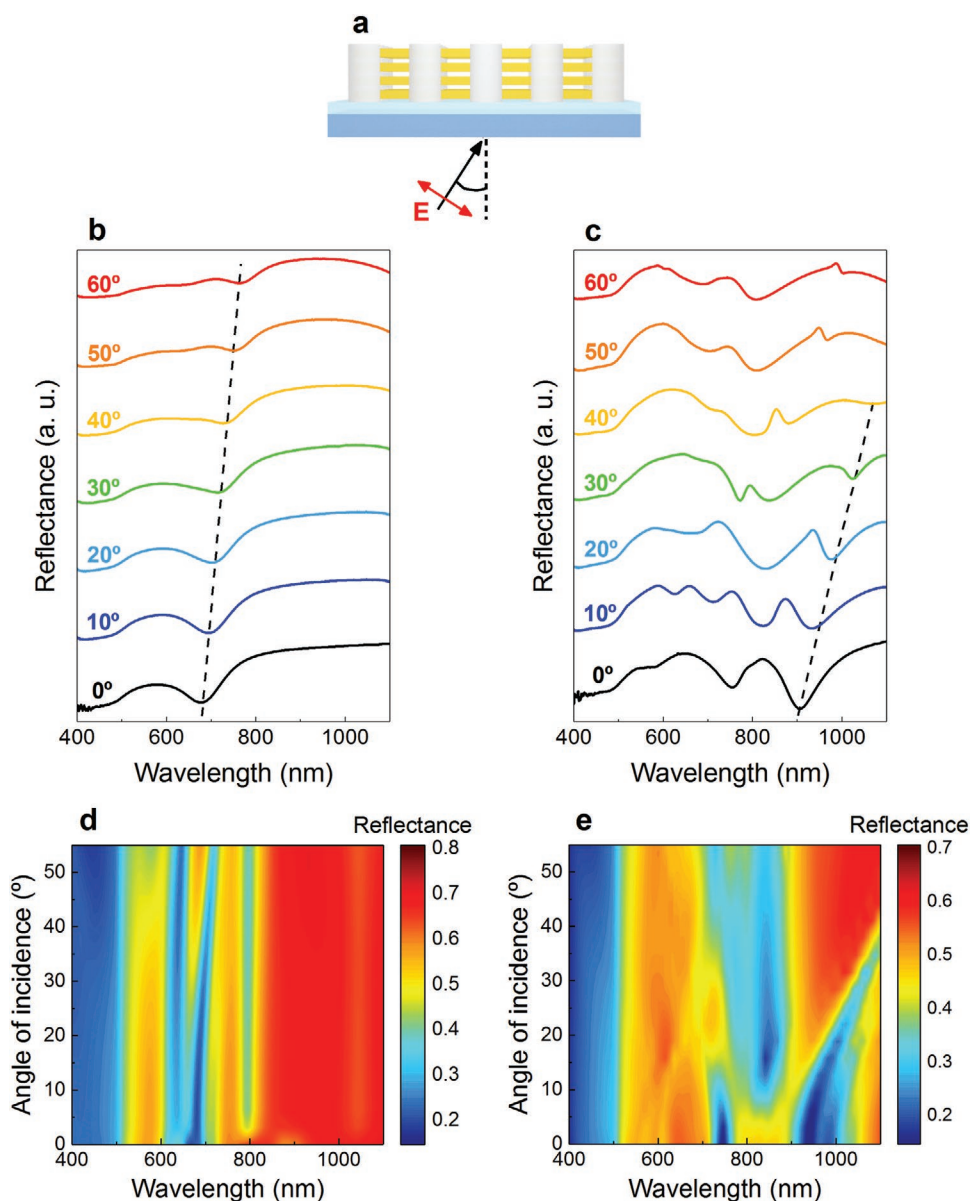 a
E
b
60º
50º
40º
30º
20º
10º
0º
Reflectance (a. u.)
400 600 800 1000
Wavelength (nm)
c
60º
50º
40º
30º
20º
10º
0º
Reflectance (a. u.)
400 600 800 1000
Wavelength (nm)
d
Reflectance
50
40
30
20
10
0
Angle of incidence (º)
400 600 800 1000
Wavelength (nm)
0.8
0.7
0.6
0.5
0.4
0.3
0.2
e
Reflectance
50
40
30
20
10
0
Angle of incidence (º)
400 600 800 1000
Wavelength (nm)
0.7
0.6
0.5
0.4
0.3
0.2